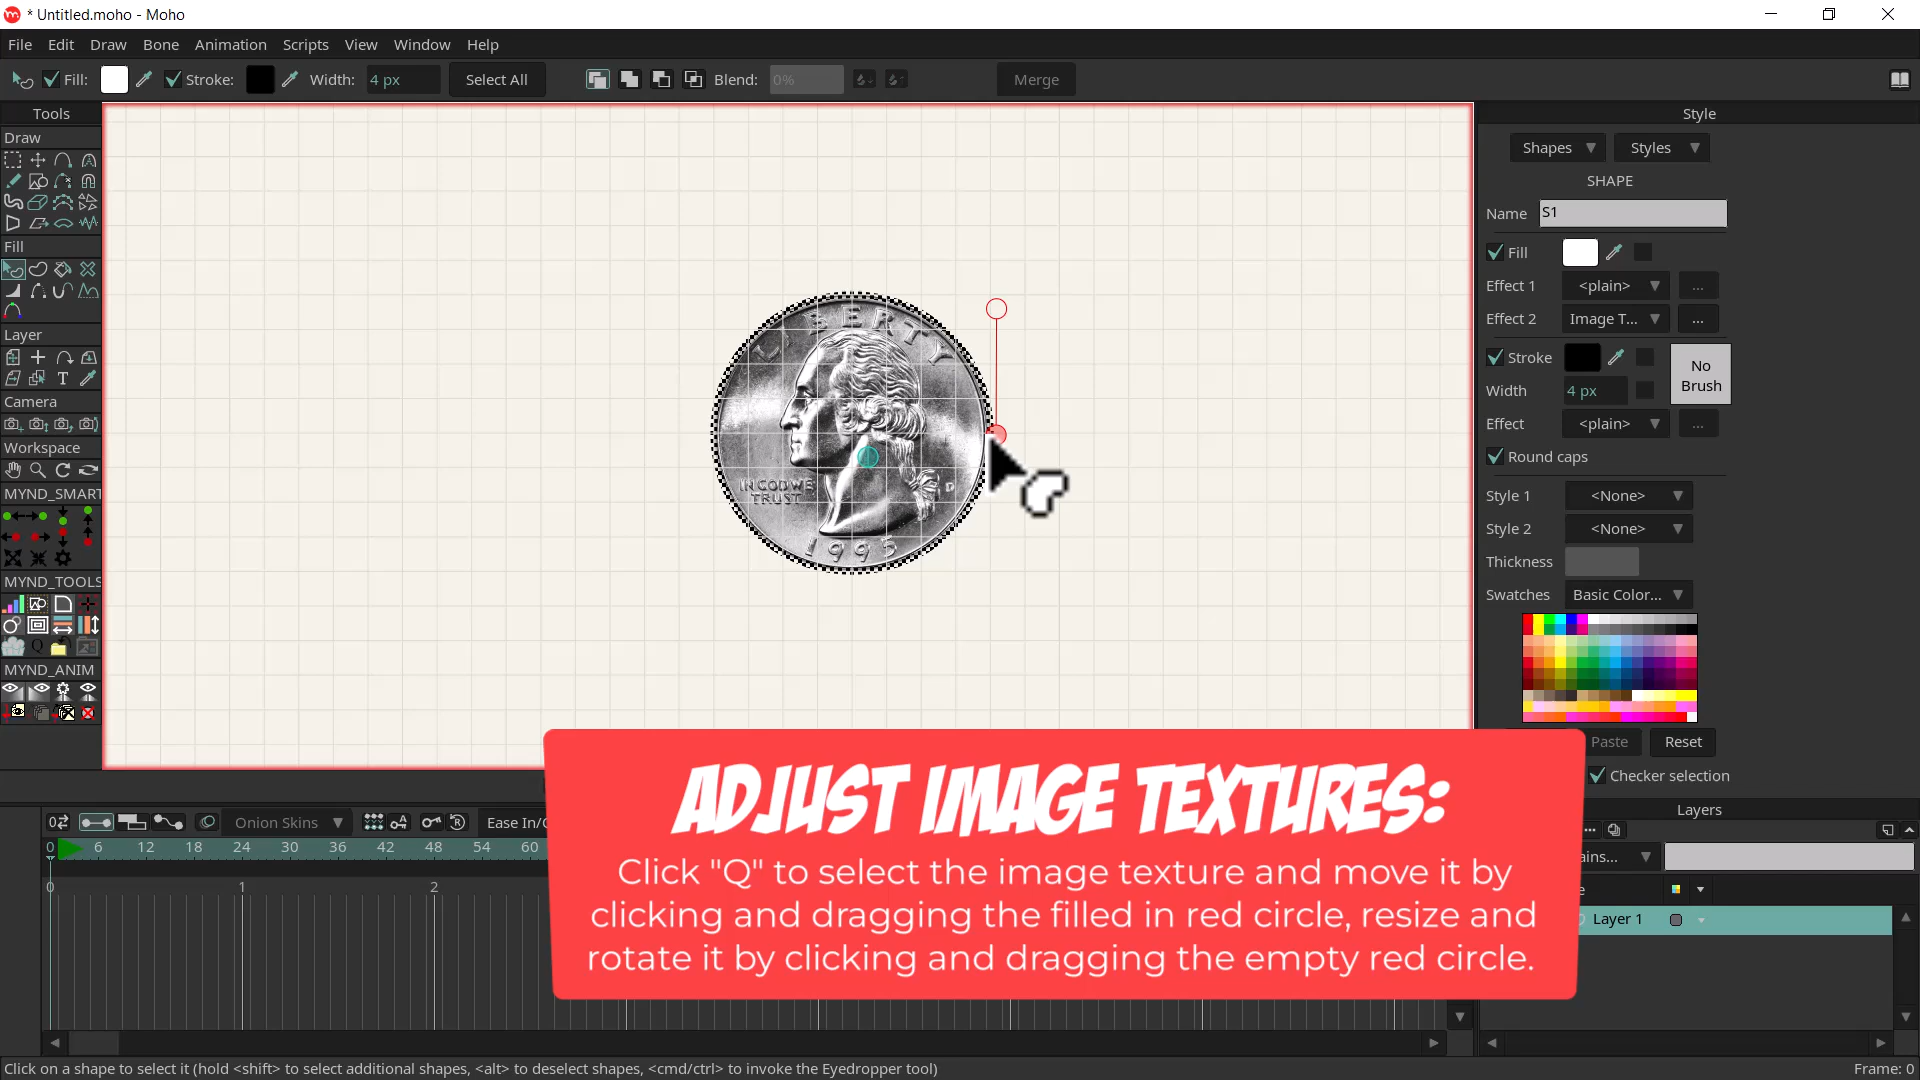 * Untitled.moho - Moho
File Edit Draw Bone Animation Scripts View Window Help
Fill: Stroke: Width: 4 px Select All Blend: 0% Merge
Tools
Style
Draw
Shapes Styles
SHAPE
Name S1
Fill
Fill
Effect 1 <plain> ...
Effect 2 Image T... ...
Layer
Stroke No Brush
Width 4 px
Camera
Effect <plain> ...
Workspace
Round caps
MYND_SMART
Style 1 <None>
Style 2 <None>
Thickness
MYND_TOOLS
Swatches Basic Color...
Q
MYND_ANIM
LIBERTY
IN GOD WE
TRUST
D
1995
Paste Reset
Checker selection
Layers
Onion Skins Ease In/O
0 6 12 18 24 30 36 42 48 54 60
0 1 2
ains...
e
Layer 1
ADJUST IMAGE TEXTURES:
Click "Q" to select the image texture and move it by
clicking and dragging the filled in red circle, resize and
rotate it by clicking and dragging the empty red circle.
Click on a shape to select it (hold <shift> to select additional shapes, <alt> to deselect shapes, <cmd/ctrl> to invoke the Eyedropper tool)
Frame: 0